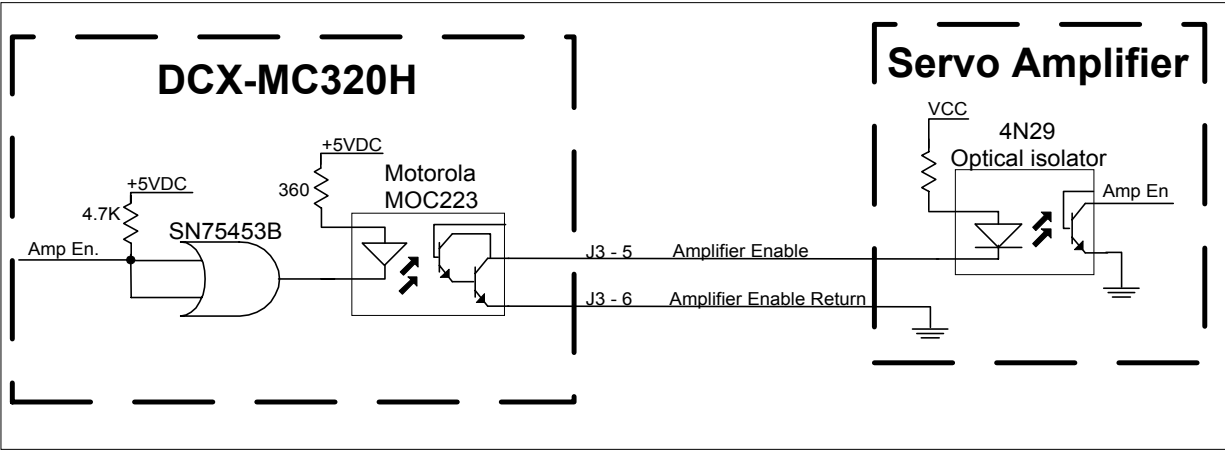 DCX-MC320H
Servo Amplifier
VCC
4N29
Optical isolator
Amp En
+5VDC
360
Motorola
MOC223
+5VDC
4.7K
SN75453B
Amp En.
J3 - 5 Amplifier Enable
J3 - 6 Amplifier Enable Return